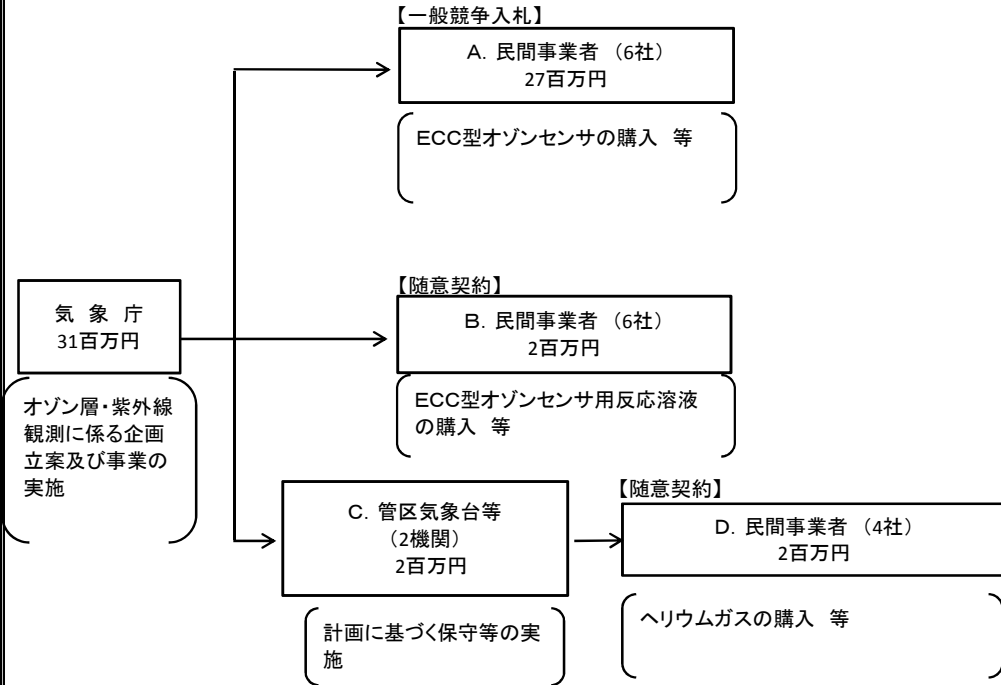 【一般競争入札】
A. 民間事業者 （6社）
27百万円
ECC型オゾンセンサの購入 等
気 象 庁
31百万円
オゾン層・紫外線
観測に係る企画
立案及び事業の
実施
【随意契約】
B. 民間事業者 （6社）
2百万円
ECC型オゾンセンサ用反応溶液
の購入 等
C. 管区気象台等
（2機関）
2百万円
計画に基づく保守等の実
施
【随意契約】
D. 民間事業者 （4社）
2百万円
ヘリウムガスの購入 等